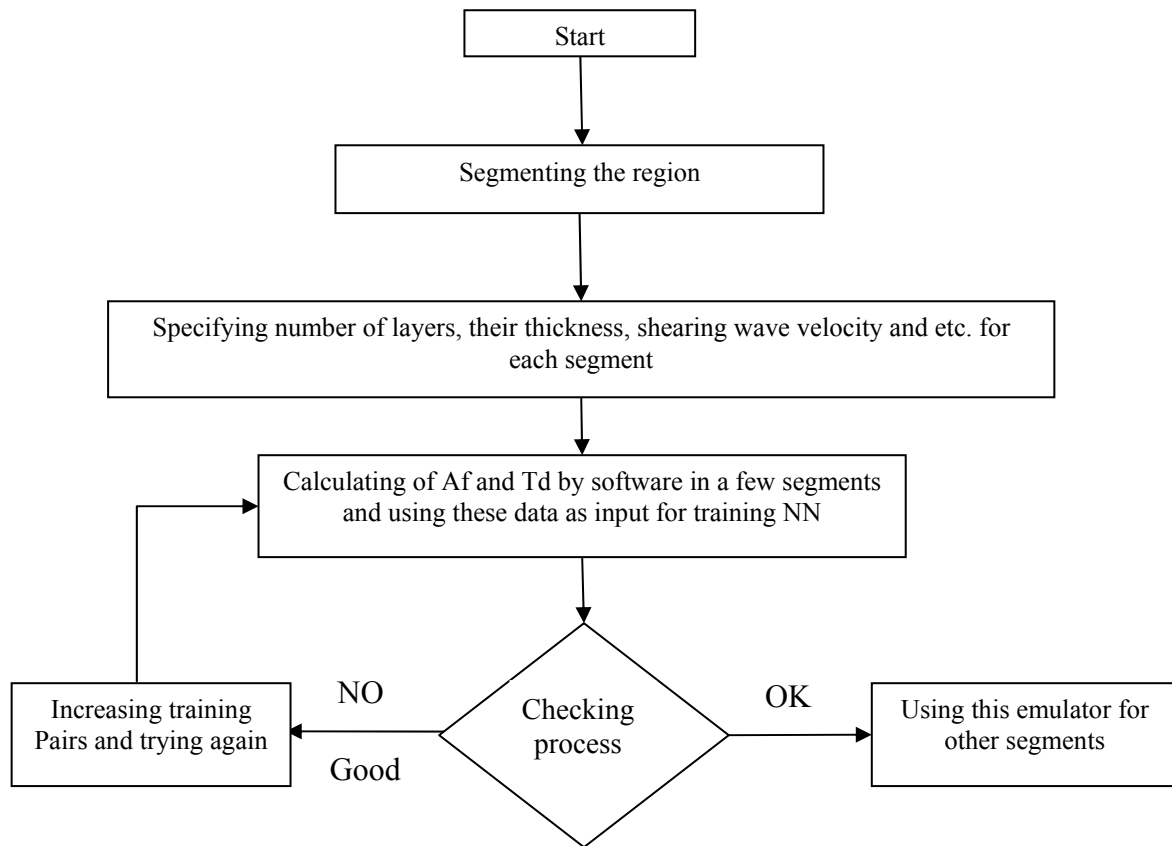 Start
Segmenting the region
Specifying number of layers, their thickness, shearing wave velocity and etc. for
each segment
Calculating of Af and Td by software in a few segments
and using these data as input for training NN
Checking
process
NO
Good
OK
Increasing training
Pairs and trying again
Using this emulator for
other segments